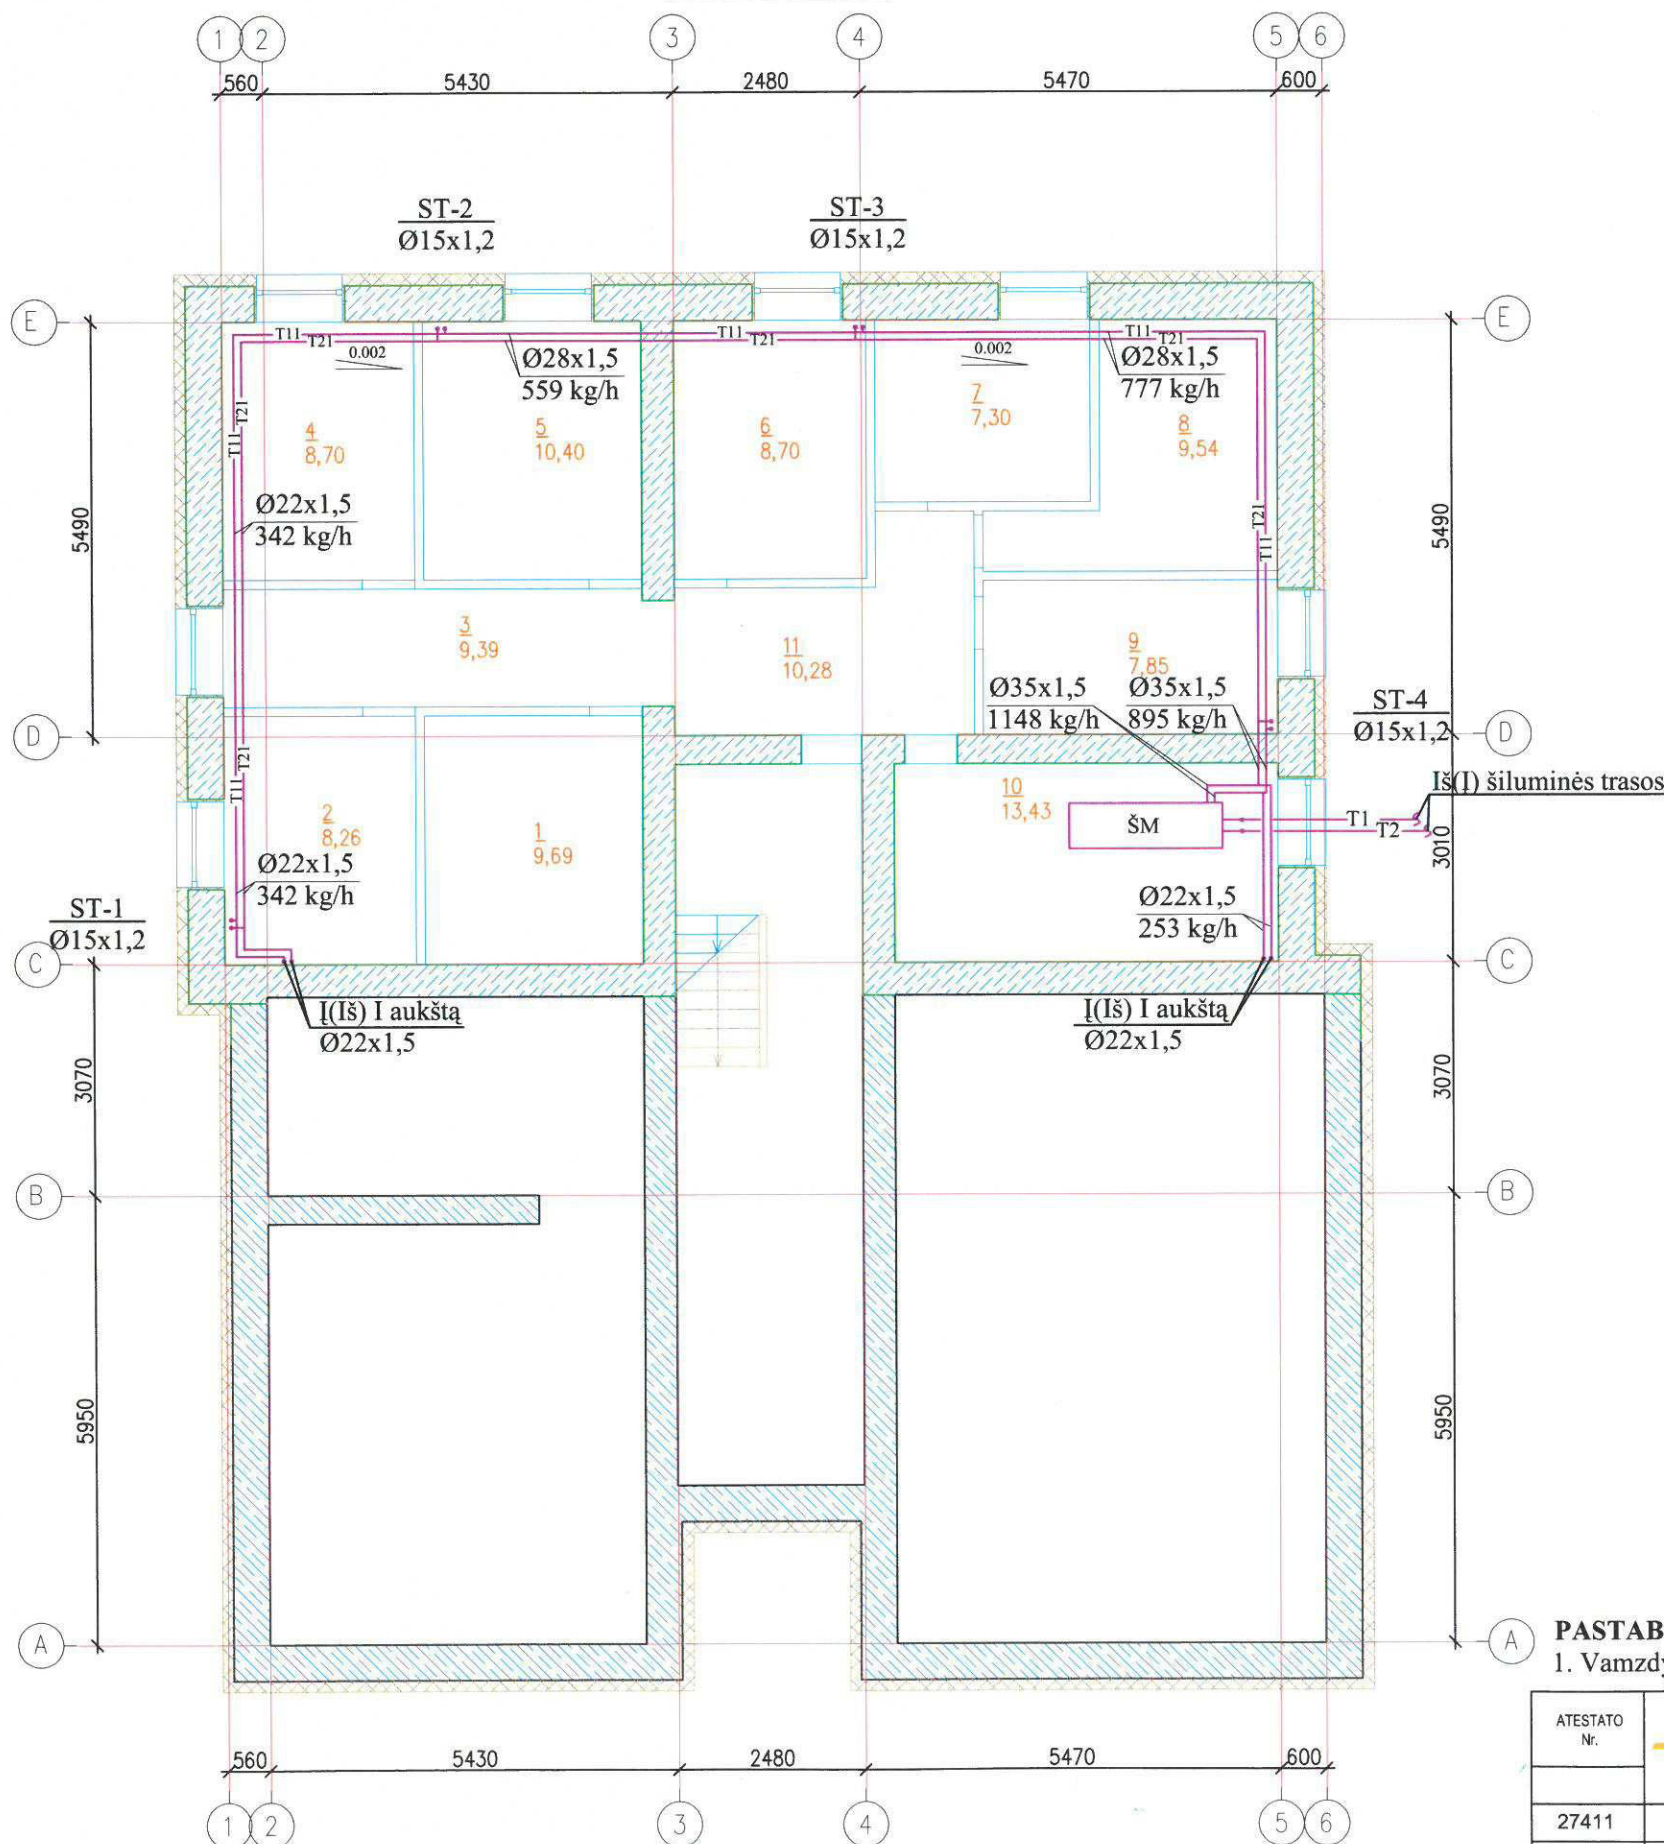 1 2 3 4 5 6
560 5430 2480 5470 600
ST-2
Ø15x1,2
ST-3
Ø15x1,2
E
E
T11
T21
T11
T21
T11
T21
0.002
0.002
Ø28x1,5
559 kg/h
Ø28x1,5
777 kg/h
T11
T21
4
8,70
5
10,40
6
8,70
7
7,30
8
9,54
Ø22x1,5
342 kg/h
T21
T11
5490
5490
3
9,39
11
10,28
9
7,85
Ø35x1,5
1148 kg/h
Ø35x1,5
895 kg/h
ST-4
Ø15x1,2
D
D
T11
T21
Iš(Į) šiluminės trasos
10
13,43
ŠM
T1
T2
2
8,26
1
9,69
3010
Ø22x1,5
342 kg/h
Ø22x1,5
253 kg/h
ST-1
Ø15x1,2
C
C
Į(Iš) I aukštą
Ø22x1,5
Į(Iš) I aukštą
Ø22x1,5
3070
3070
B
B
5950
5950
A
A
PASTAB
1. Vamzdy
ATESTATO
Nr.
27411
560 5430 2480 5470 600
1 2 3 4 5 6